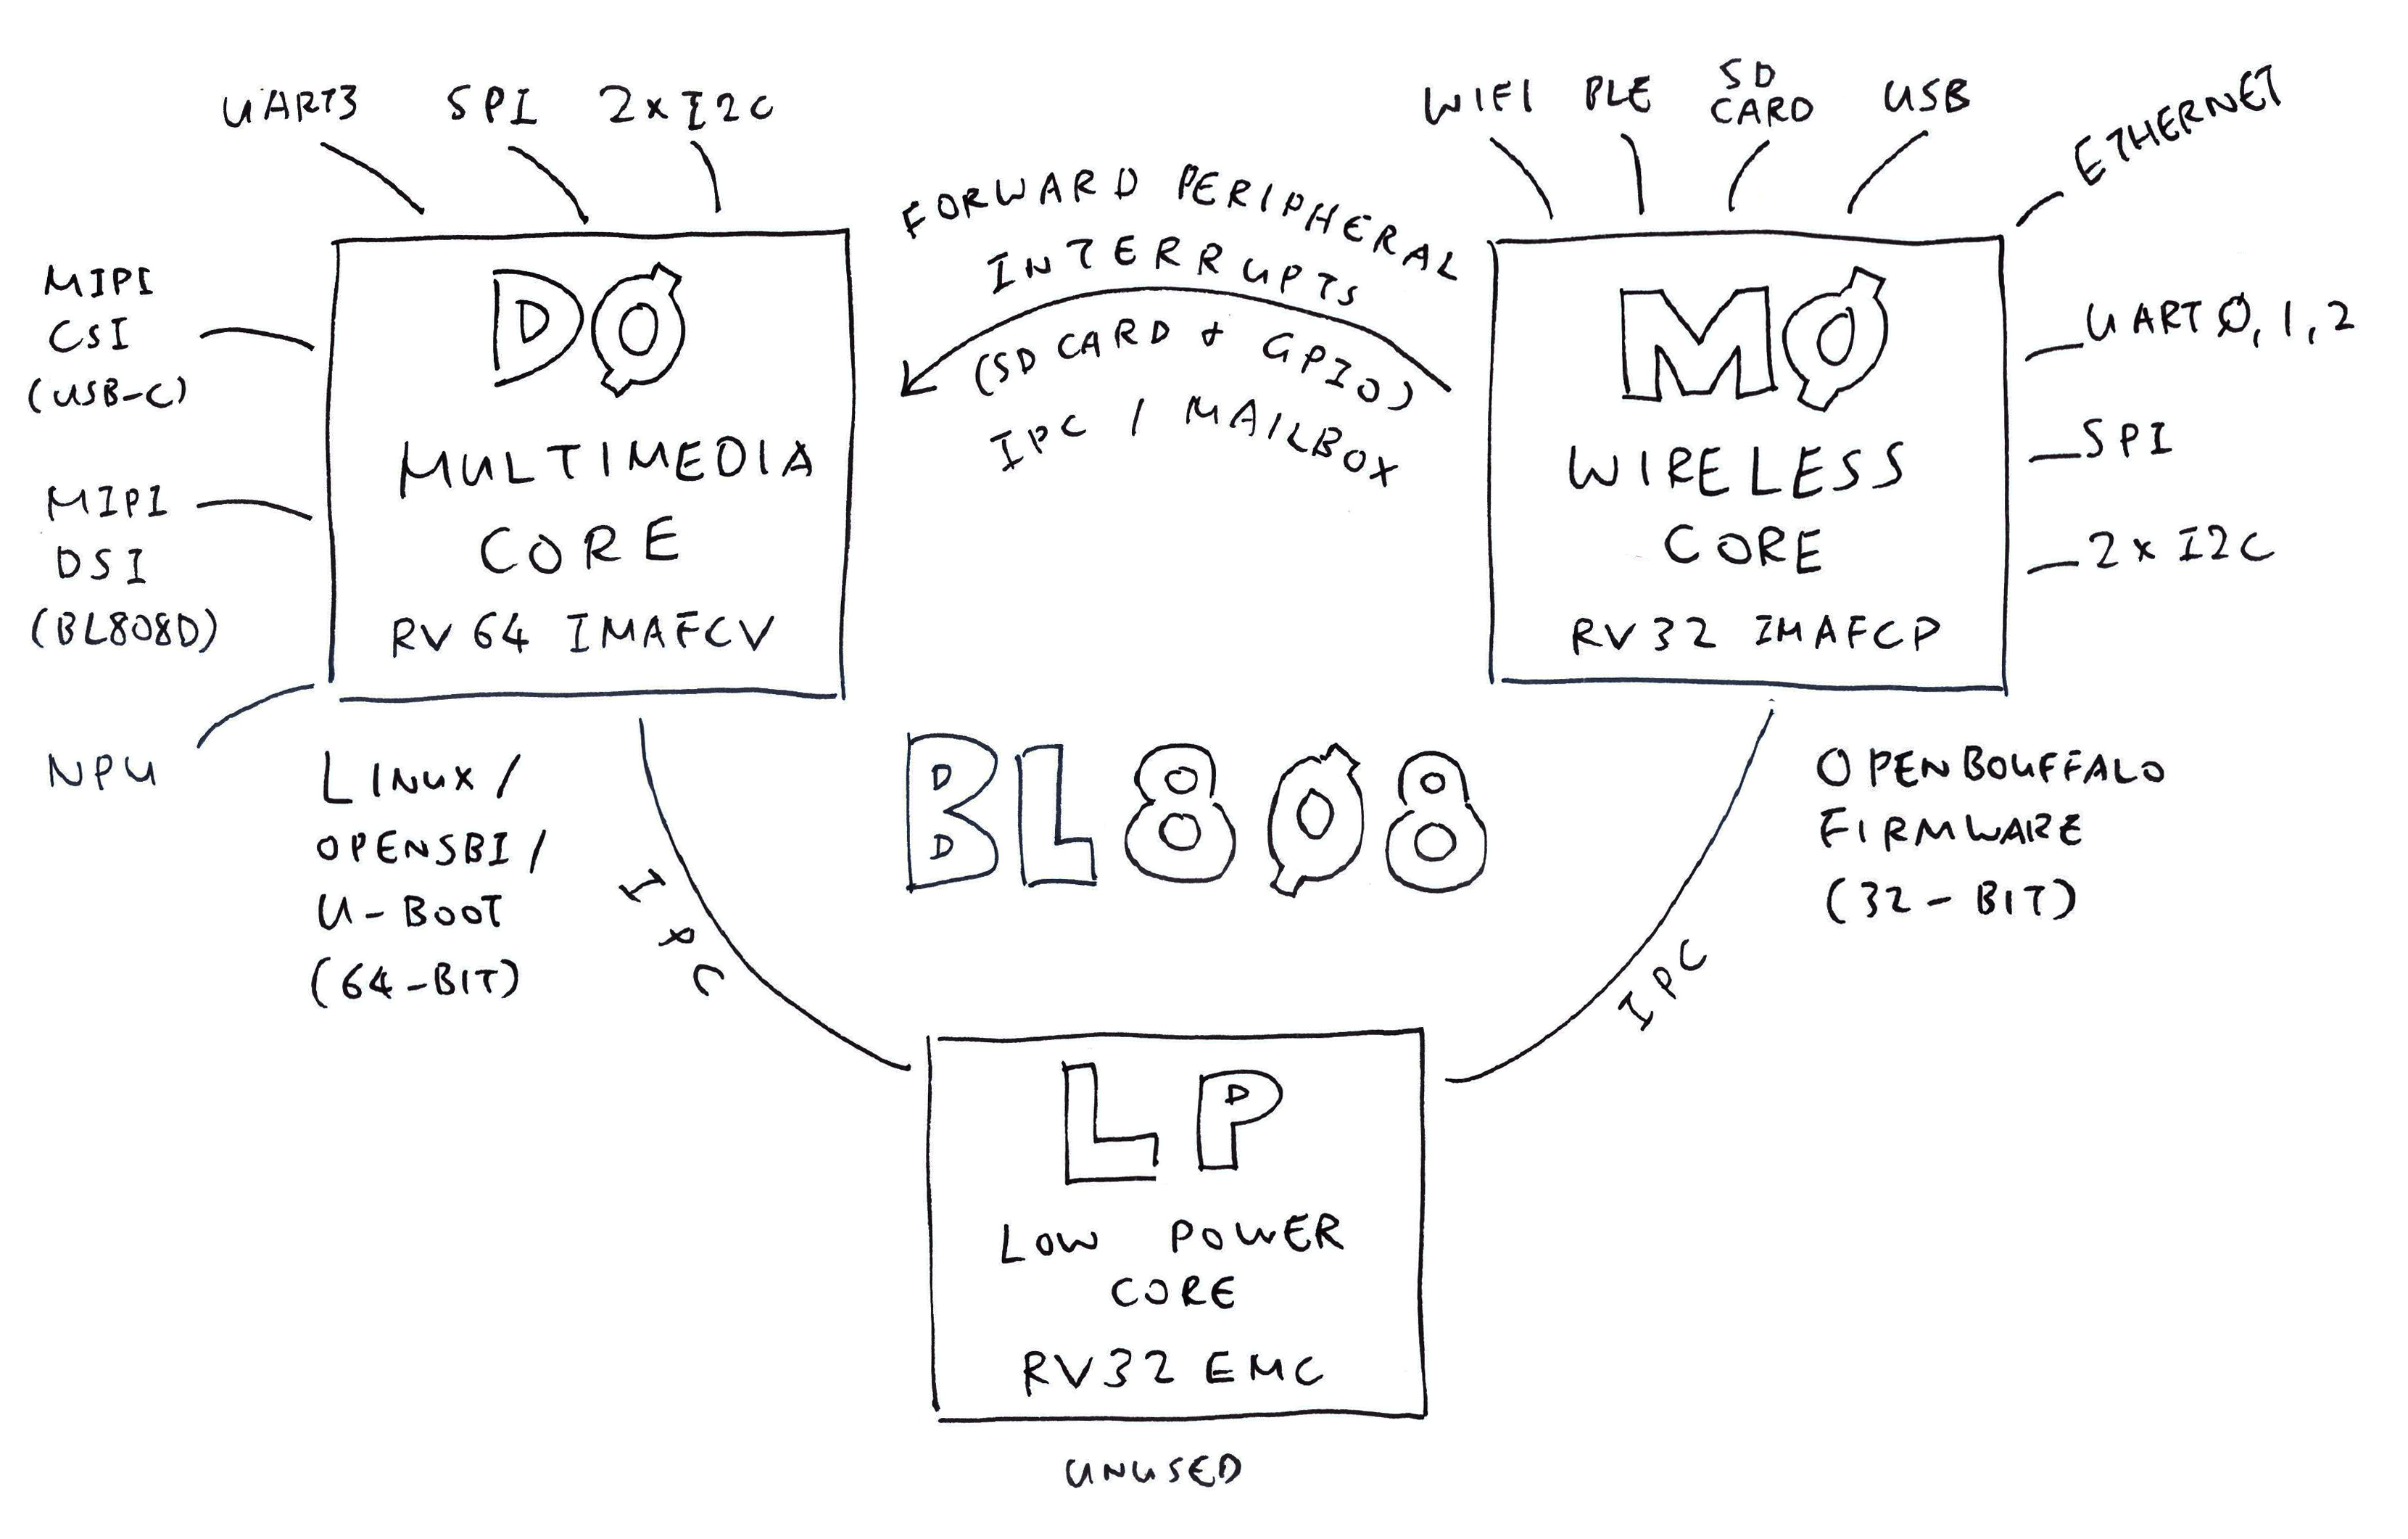 UART3
SPI
2xI2C
MIPI
CSI
(USB-C)
MIPI
DSI
(BL808D)
NPU
DØ
MULTIMEDIA
CORE
RV64 IMAFCV
LINUX/
OPENSBI/
U-BOOT
(64-BIT)
FORWARD PERIPHERAL
INTERRUPTS
(SD CARD + GPIO)
IPC / MAILBOX
WIFI
BLE
SD
CARD
USB
ETHERNET
MØ
WIRELESS
CORE
RV32 IMAFCP
UART Ø,1,2
SPI
2x I2C
OPENBOUFFALO
FIRMWARE
(32-BIT)
BL8Ø8
IPC
IPC
LP
LOW POWER
CORE
RV32 EMC
UNUSED